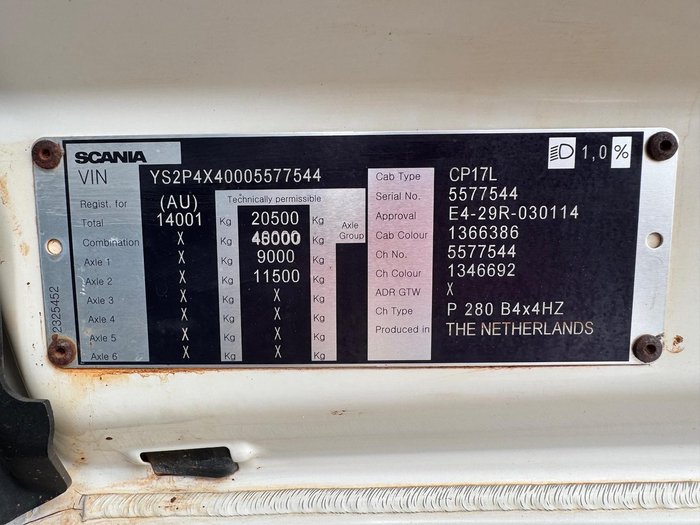 SCANIA
VIN YS2P4X40005577544
Regist. for (AU) Technically permissible
Total 14001 Kg 20500 Kg Axle Group
Combination X Kg Kg
Axle 1 X Kg 9000 Kg
Axle 2 X Kg 11500 Kg
Axle 3 X Kg X Kg
Axle 4 X Kg X Kg
Axle 5 X Kg X Kg
Axle 6 X Kg X Kg
2325452
1,0%
Cab Type CP17L
Serial No. 5577544
Approval E4-29R-030114
Cab Colour 1366386
Ch No. 5577544
Ch Colour 1346692
ADR GTW X
Ch Type P 280 B4x4HZ
Produced in THE NETHERLANDS